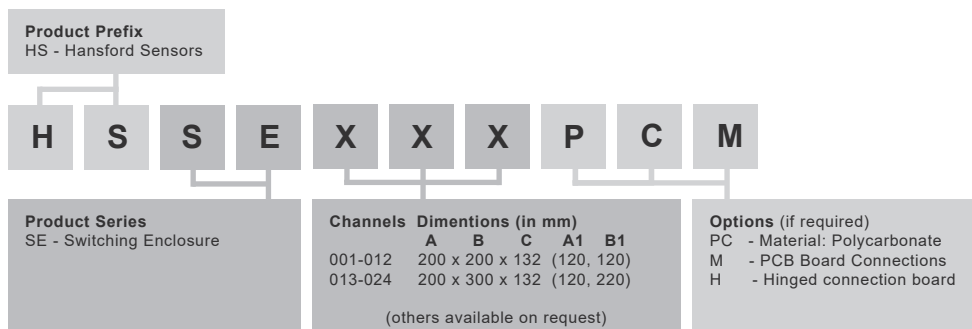 Product Prefix
HS - Hansford Sensors
H S S E X X X P C M
Product Series
SE - Switching Enclosure
Channels Dimentions (in mm)
A B C A1 B1
001-012 200 x 200 x 132 (120, 120)
013-024 200 x 300 x 132 (120, 220)
(others available on request)
Options (if required)
PC - Material: Polycarbonate
M - PCB Board Connections
H - Hinged connection board